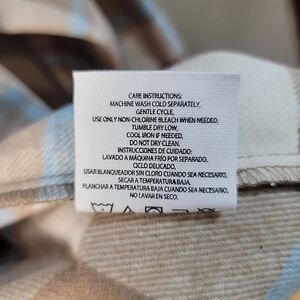 CARE INSTRUCTIONS:
MACHINE WASH COLD SEPARATELY,
GENTLE CYCLE,
USE ONLY NON-CHLORINE BLEACH WHEN NEEDED;
TUMBLE DRY LOW,
COOL IRON IF NEEDED,
DO NOT DRY CLEAN.
INSTRUCCIONES DE CUIDADO:
LAVADO A MÁQUINA FRÍO POR SEPARADO,
CICLO DELICADO,
USAR BLANQUEADOR SIN CLORO CUANDO SEA NECESARIO,
SECAR A TEMPERATURA BAJA,
PLANCHAR A TEMPERATURA BAJA CUANDO SEA NECESARIO,
NO LAVAR EN SECO.